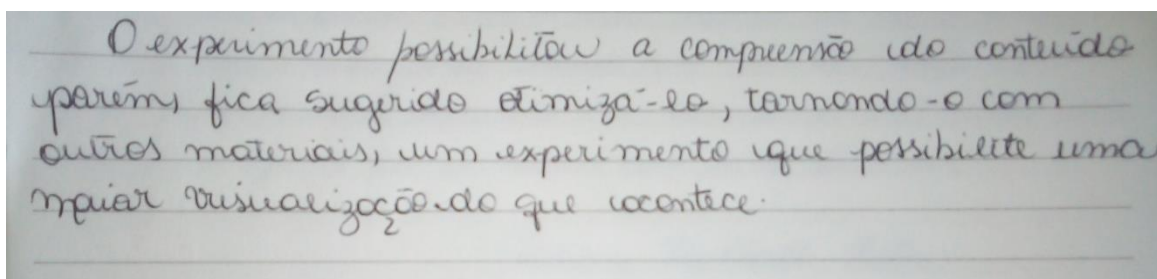 O experimento possibilitou a compreensão do conteúdo
porém, fica sugerido otimizá-lo, tornando-o com
outros materiais, um experimento que possibilite uma
maior visualização do que acontece.